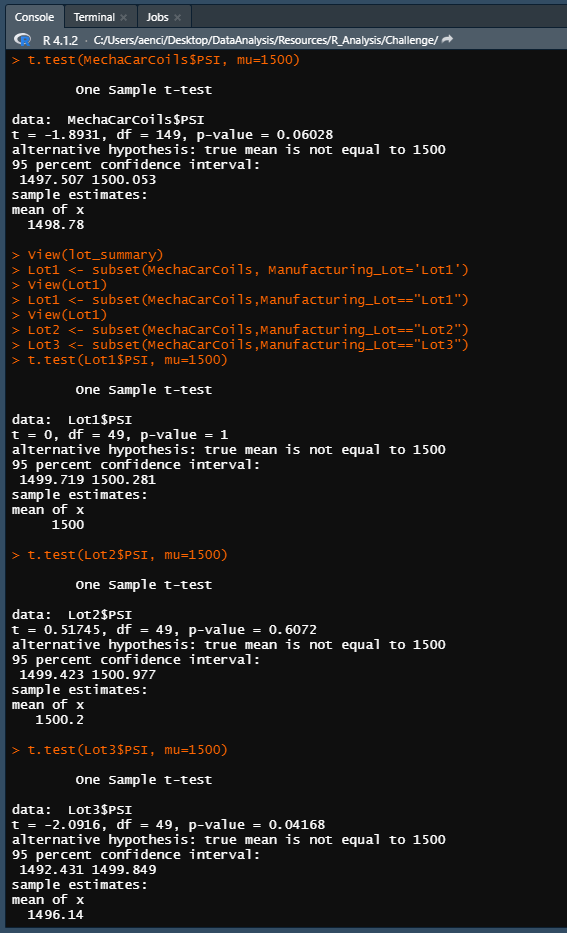 Console Terminal × Jobs ×
R 4.1.2 · C:/Users/aenci/Desktop/DataAnalysis/Resources/R_Analysis/Challenge/
> t.test(MechaCarCoils$PSI, mu=1500)
One Sample t-test
data:  MechaCarCoils$PSI
t = -1.8931, df = 149, p-value = 0.06028
alternative hypothesis: true mean is not equal to 1500
95 percent confidence interval:
1497.507 1500.053
sample estimates:
mean of x
1498.78
> View(lot_summary)
> Lot1 <- subset(MechaCarCoils, Manufacturing_Lot='Lot1')
> View(Lot1)
> Lot1 <- subset(MechaCarCoils,Manufacturing_Lot=="Lot1")
> View(Lot1)
> Lot2 <- subset(MechaCarCoils,Manufacturing_Lot=="Lot2")
> Lot3 <- subset(MechaCarCoils,Manufacturing_Lot=="Lot3")
> t.test(Lot1$PSI, mu=1500)
One Sample t-test
data:  Lot1$PSI
t = 0, df = 49, p-value = 1
alternative hypothesis: true mean is not equal to 1500
95 percent confidence interval:
1499.719 1500.281
sample estimates:
mean of x
1500
> t.test(Lot2$PSI, mu=1500)
One Sample t-test
data:  Lot2$PSI
t = 0.51745, df = 49, p-value = 0.6072
alternative hypothesis: true mean is not equal to 1500
95 percent confidence interval:
1499.423 1500.977
sample estimates:
mean of x
1500.2
> t.test(Lot3$PSI, mu=1500)
One Sample t-test
data:  Lot3$PSI
t = -2.0916, df = 49, p-value = 0.04168
alternative hypothesis: true mean is not equal to 1500
95 percent confidence interval:
1492.431 1499.849
sample estimates:
mean of x
1496.14